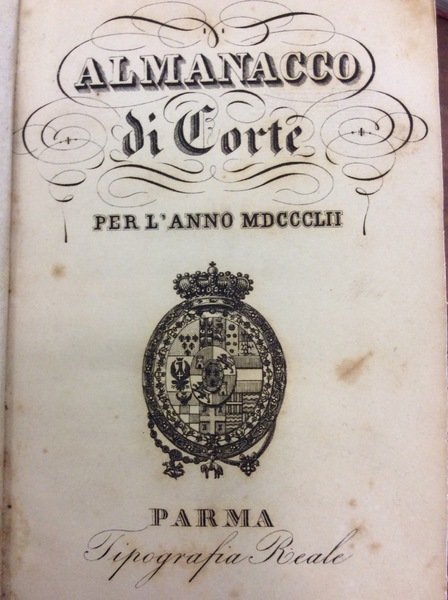 ALMANACCO
di Corte
PER L'ANNO MDCCCLII
PARMA
Tipografia Reale